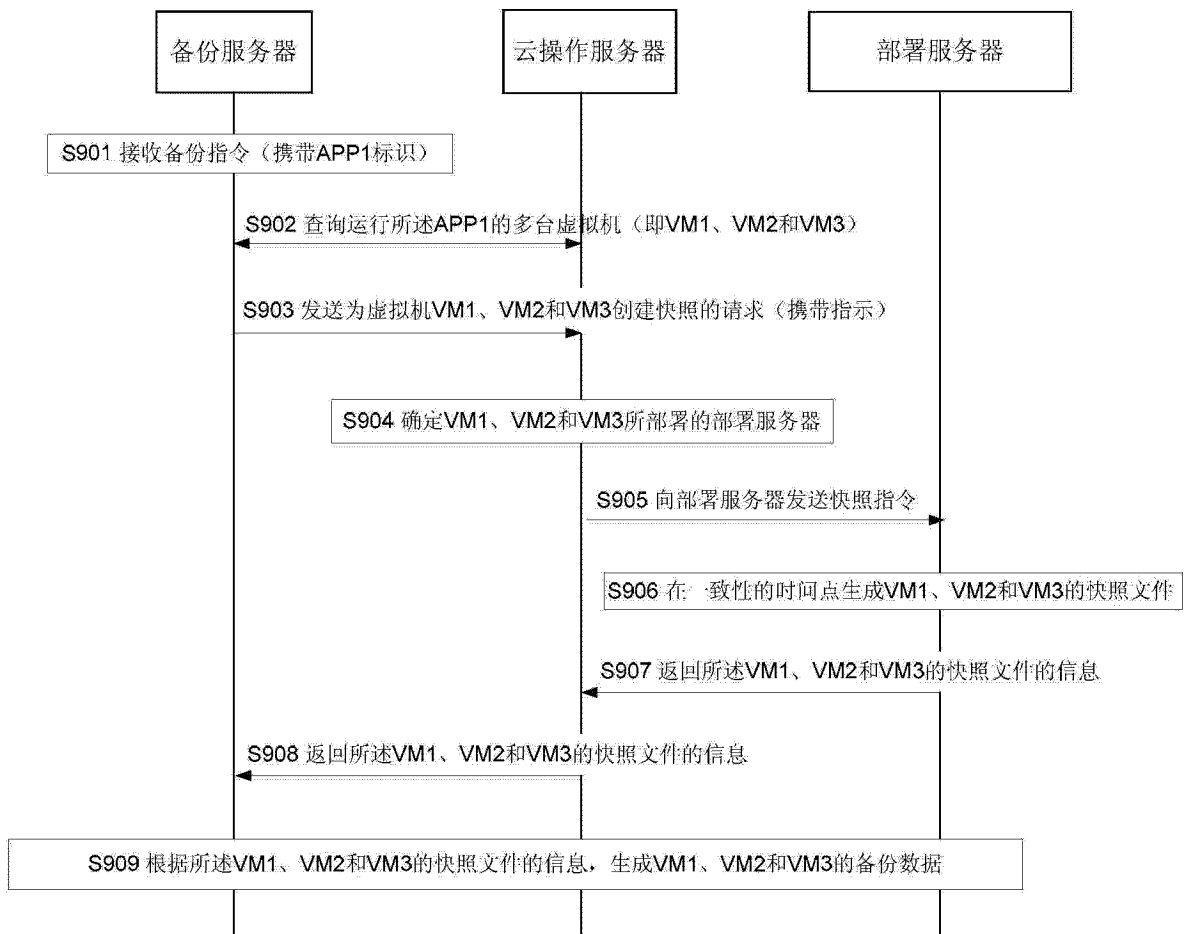 备份服务器
云操作服务器
部署服务器
S901 接收备份指令（携带APP1标识）
S902 查询运行所述APP1的多台虚拟机（即VM1、VM2和VM3）
S903 发送为虚拟机VM1、VM2和VM3创建快照的请求（携带指示）
S904 确定VM1、VM2和VM3所部署的部署服务器
S905 向部署服务器发送快照指令
S906 在一致性的时间点生成VM1、VM2和VM3的快照文件
S907 返回所述VM1、VM2和VM3的快照文件的信息
S908 返回所述VM1、VM2和VM3的快照文件的信息
S909 根据所述VM1、VM2和VM3的快照文件的信息，生成VM1、VM2和VM3的备份数据